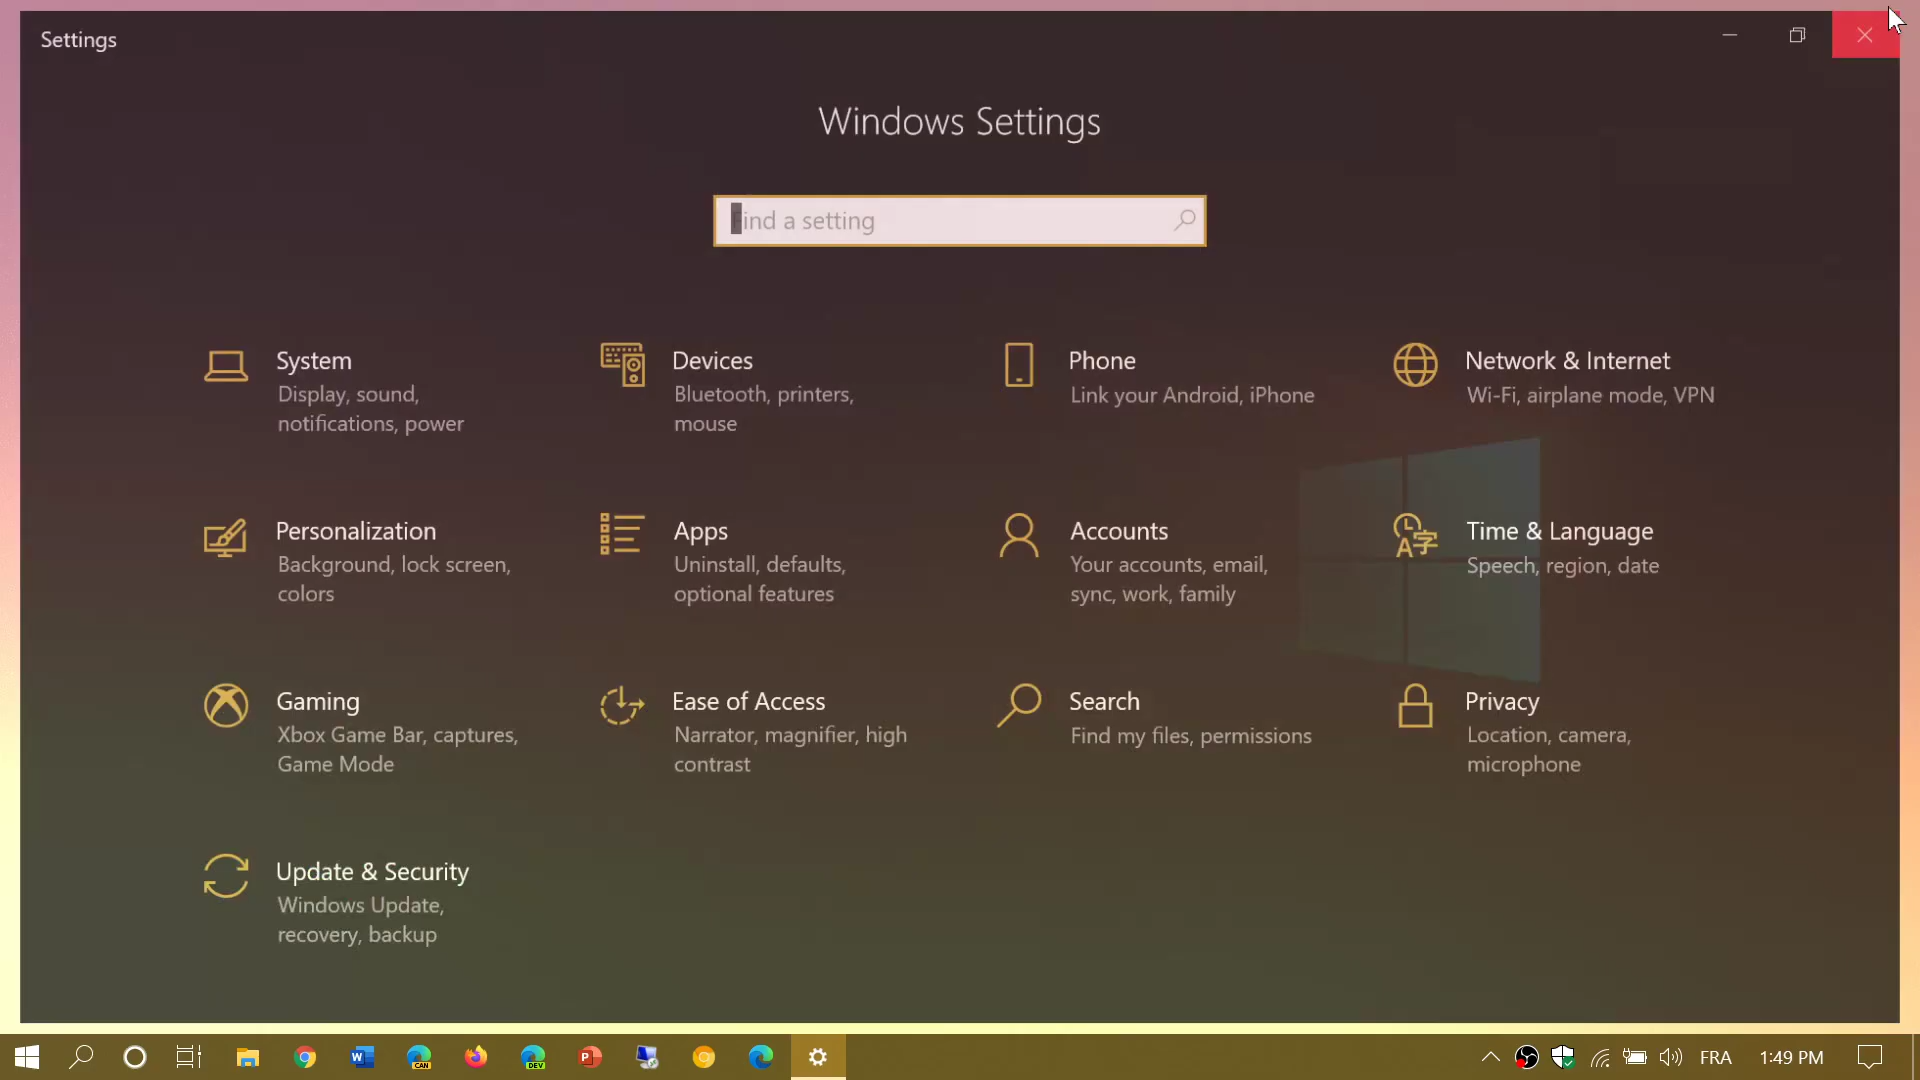 Settings
Windows Settings
Find a setting
System
Display, sound,
notifications, power
Devices
Bluetooth, printers,
mouse
Phone
Link your Android, iPhone
Network & Internet
Wi-Fi, airplane mode, VPN
Personalization
Background, lock screen,
colors
Apps
Uninstall, defaults,
optional features
Accounts
Your accounts, email,
sync, work, family
Time & Language
Speech, region, date
Gaming
Xbox Game Bar, captures,
Game Mode
Ease of Access
Narrator, magnifier, high
contrast
Search
Find my files, permissions
Privacy
Location, camera,
microphone
Update & Security
Windows Update,
recovery, backup
W
CAN
DEV
P
FRA
1:49 PM